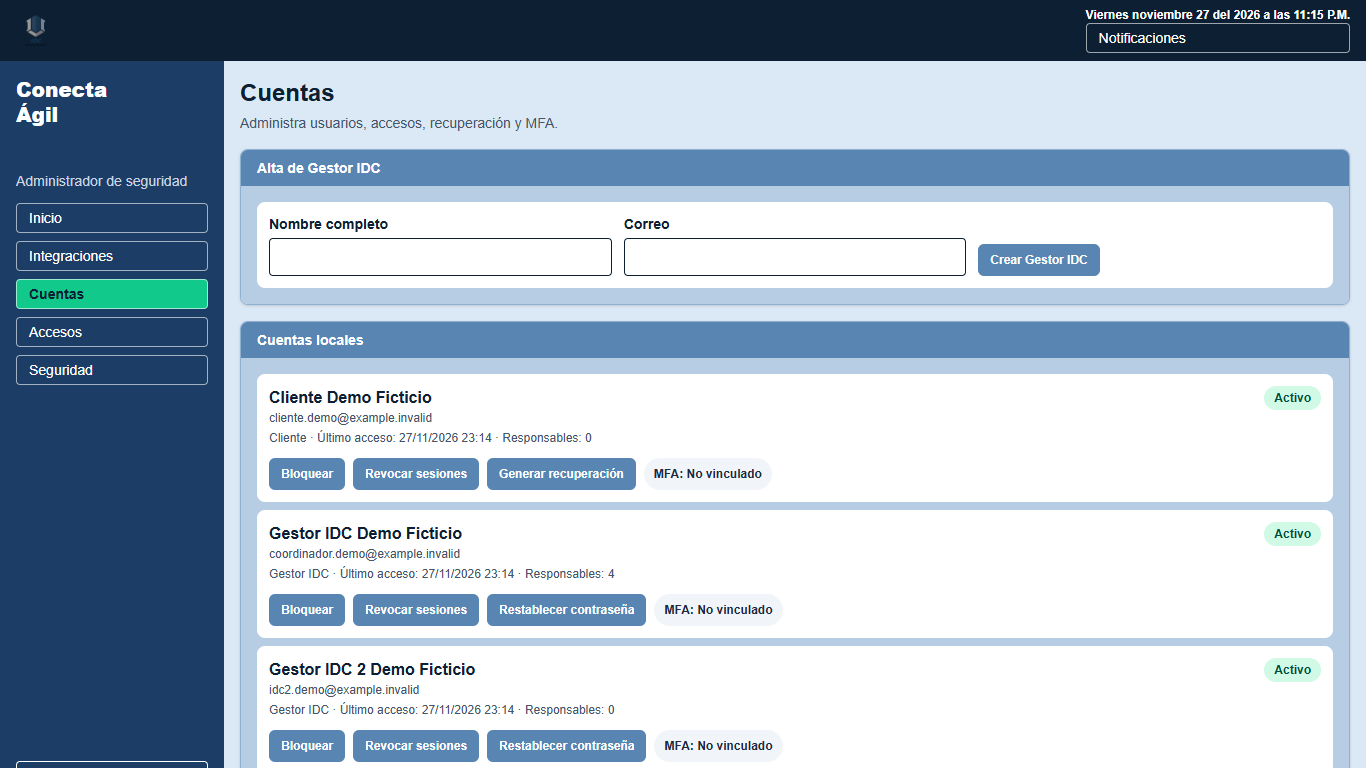 Viernes noviembre 27 del 2026 a las 11:15 P.M.
Notificaciones
Conecta
Ágil
Administrador de seguridad
Inicio
Integraciones
Cuentas
Accesos
Seguridad
Cuentas
Administra usuarios, accesos, recuperación y MFA.
Alta de Gestor IDC
Nombre completo
Correo
Crear Gestor IDC
Cuentas locales
Cliente Demo Ficticio
Activo
cliente.demo@example.invalid
Cliente · Último acceso: 27/11/2026 23:14 · Responsables: 0
Bloquear
Revocar sesiones
Generar recuperación
MFA: No vinculado
Gestor IDC Demo Ficticio
Activo
coordinador.demo@example.invalid
Gestor IDC · Último acceso: 27/11/2026 23:14 · Responsables: 4
Bloquear
Revocar sesiones
Restablecer contraseña
MFA: No vinculado
Gestor IDC 2 Demo Ficticio
Activo
idc2.demo@example.invalid
Gestor IDC · Último acceso: 27/11/2026 23:14 · Responsables: 0
Bloquear
Revocar sesiones
Restablecer contraseña
MFA: No vinculado